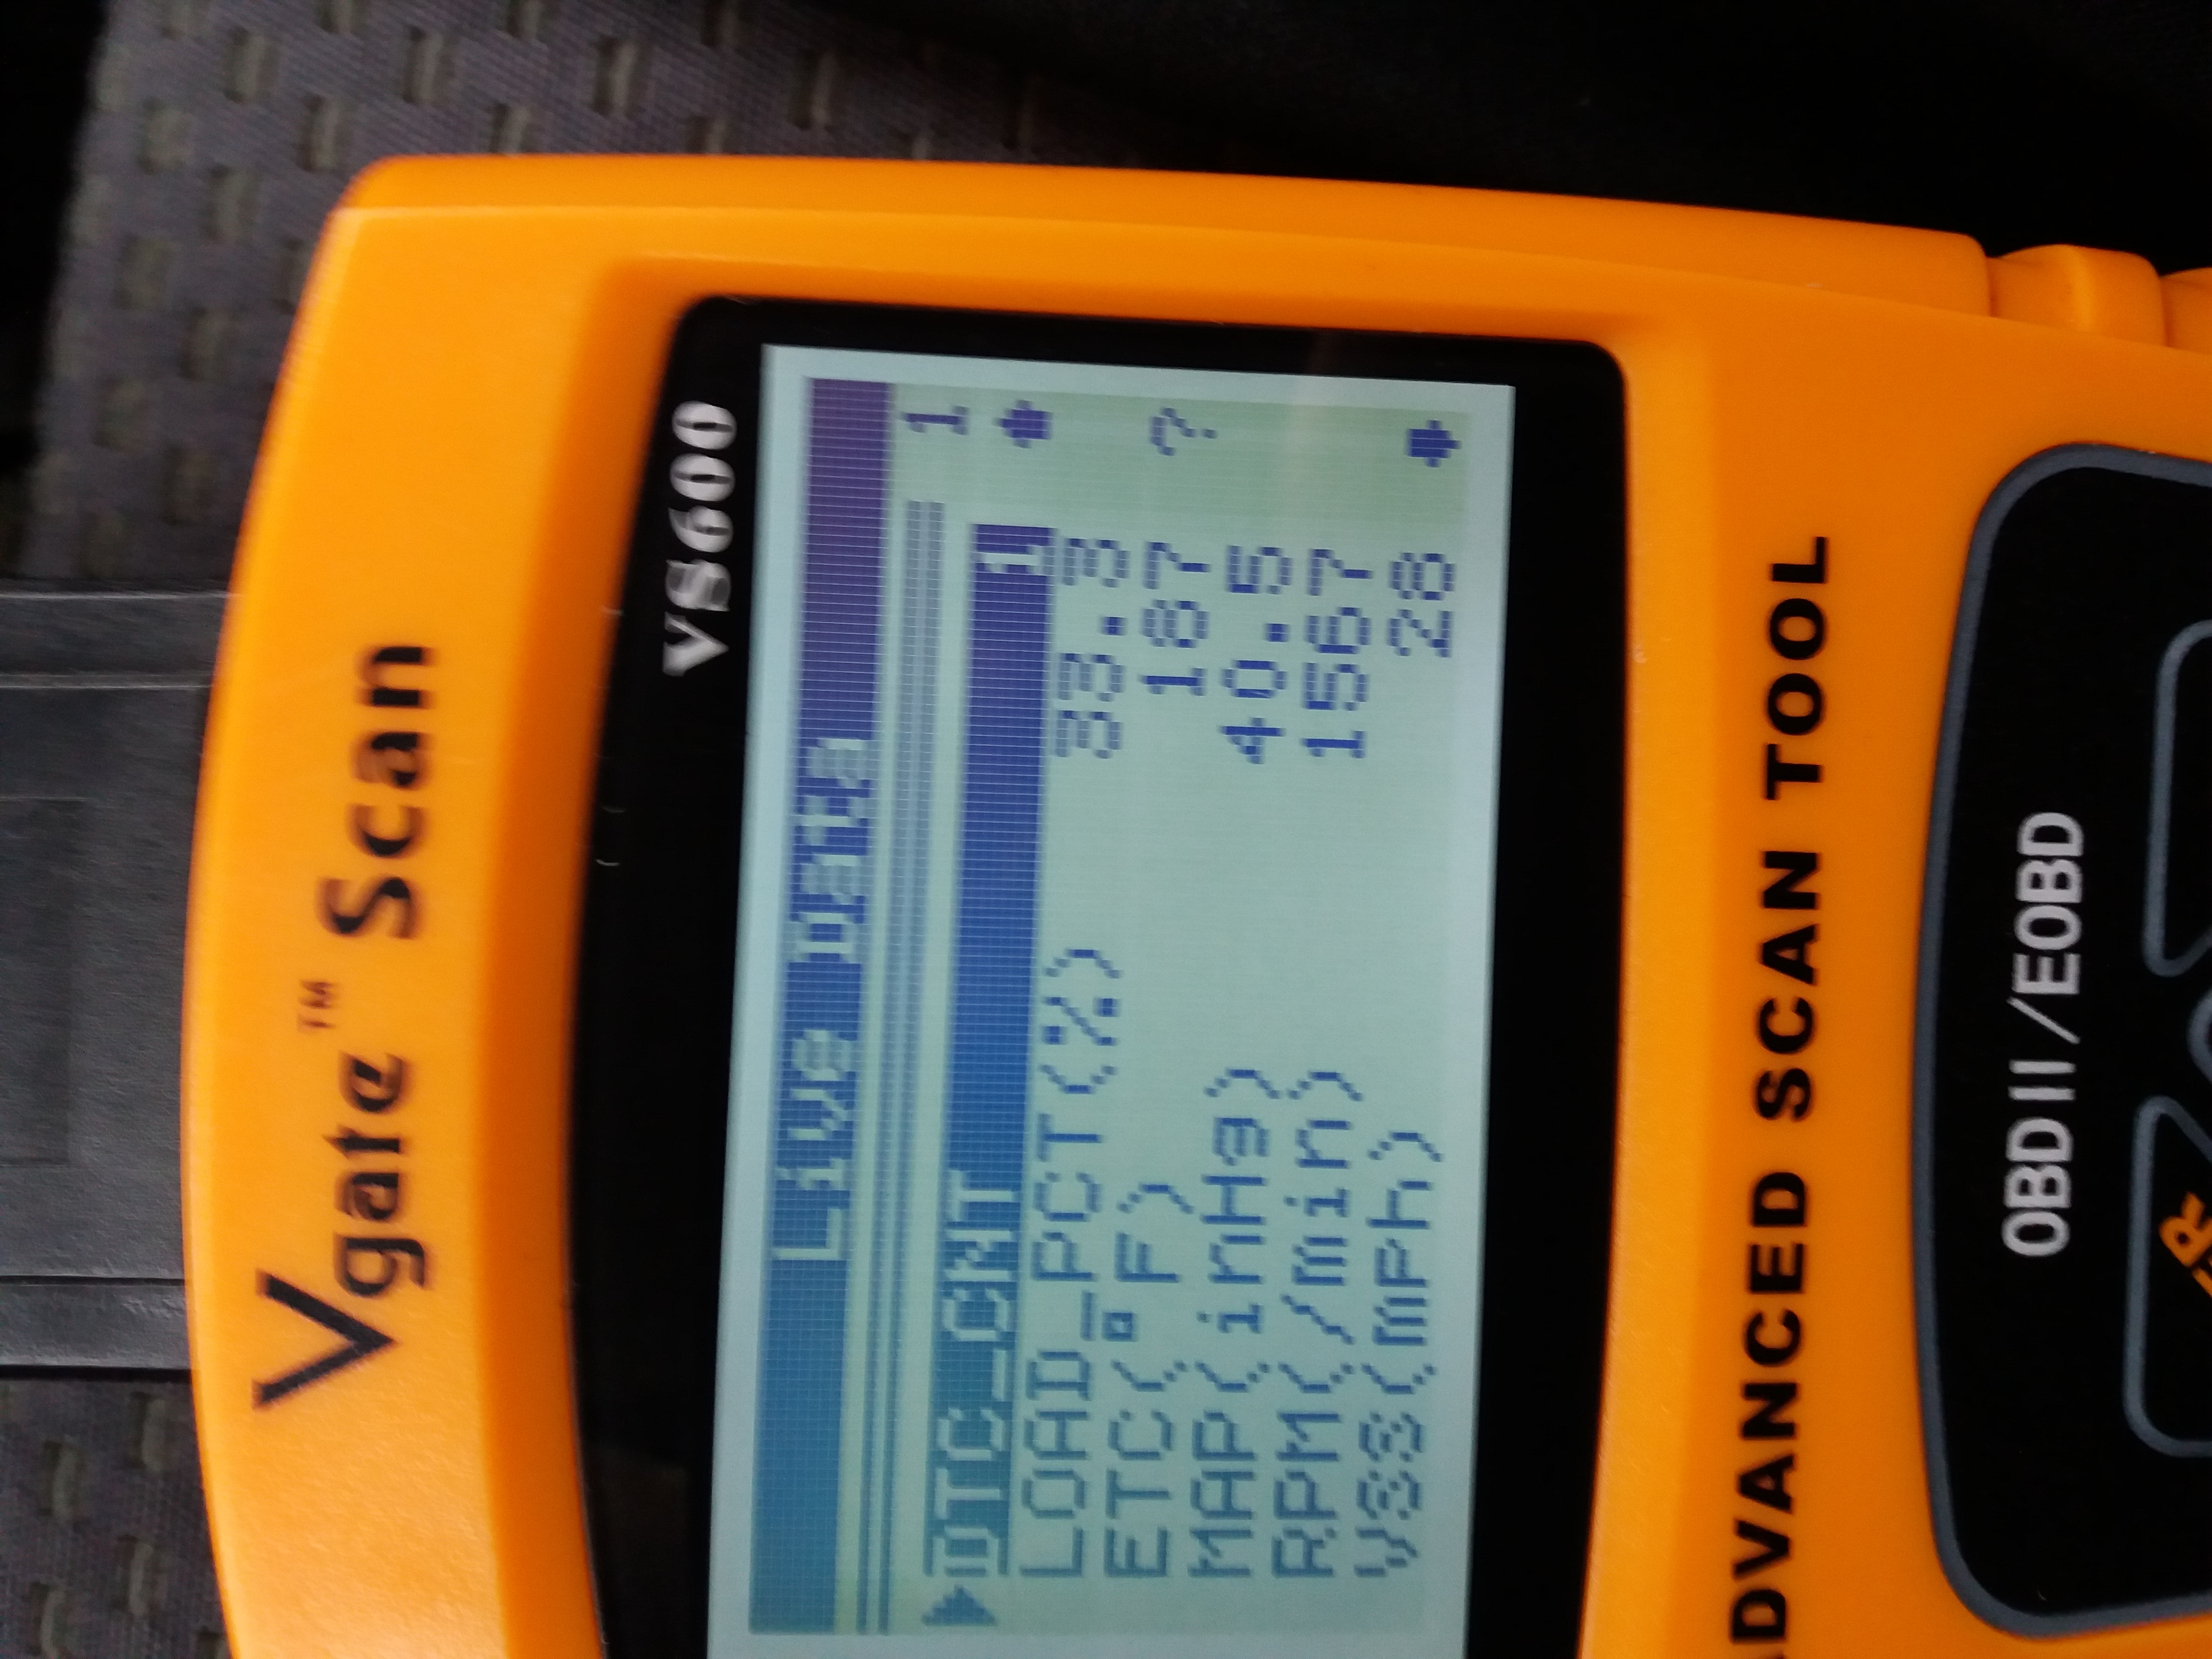 Vgate™ Scan
VS600
Live Data
DTC_CNT 1
LOAD_PCT(%) 33.3
ETC(°F) 187
MAP(inHg) 40.5
RPM(/min) 1567
VSS(mph) 28
1
?
ADVANCED SCAN TOOL
OBDII/EOBD